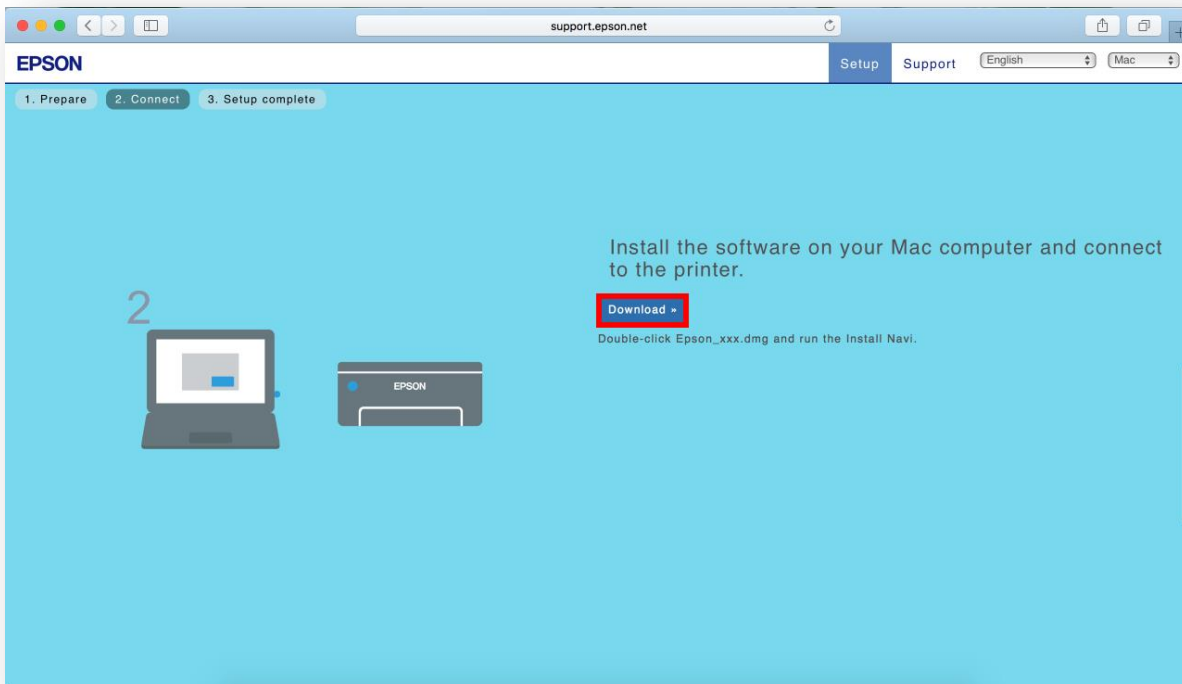 support.epson.net
EPSON
Setup
Support
English
Mac
1. Prepare
2. Connect
3. Setup complete
Install the software on your Mac computer and connect
to the printer.
Download »
Double-click Epson_xxx.dmg and run the Install Navi.
2
EPSON